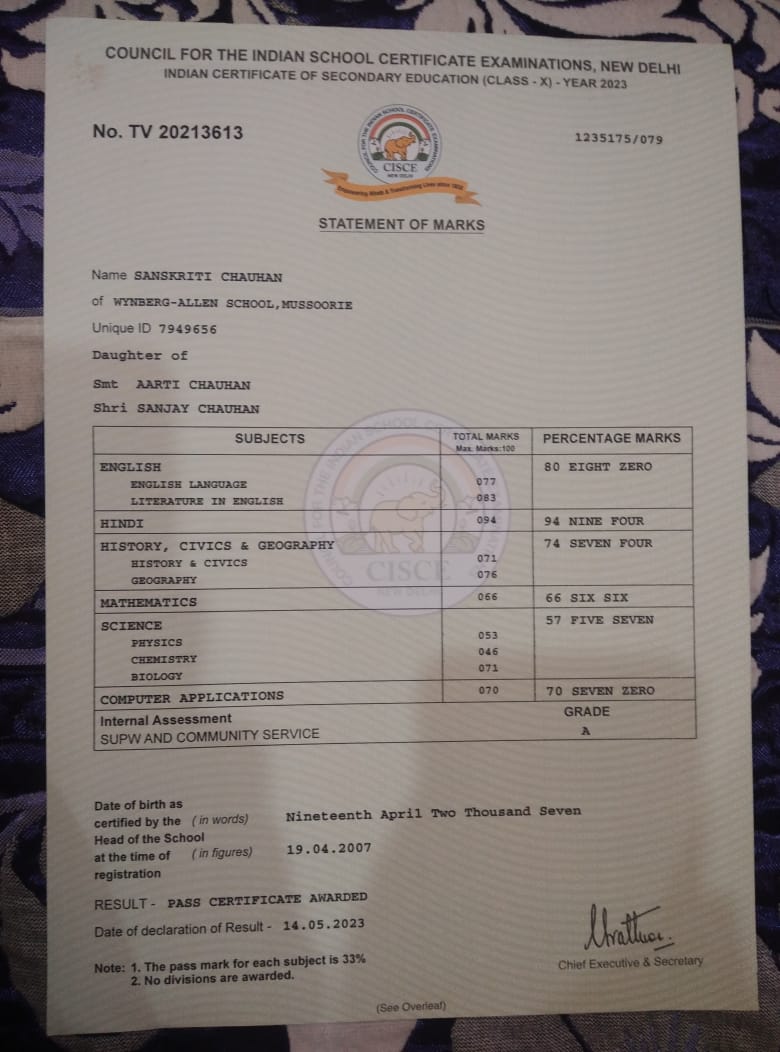 COUNCIL FOR THE INDIAN SCHOOL CERTIFICATE EXAMINATIONS, NEW DELHI
INDIAN CERTIFICATE OF SECONDARY EDUCATION (CLASS - X) - YEAR 2023
No. TV 20213613
1235175/079
CISCE
NEW DELHI
Empowering Minds & Transforming Lives since 1958
STATEMENT OF MARKS
Name SANSKRITI CHAUHAN
of WYNBERG-ALLEN SCHOOL,MUSSOORIE
Unique ID 7949656
Daughter of
Smt AARTI CHAUHAN
Shri SANJAY CHAUHAN
SUBJECTS TOTAL MARKS Max. Marks:100 PERCENTAGE MARKS
ENGLISH 80 EIGHT ZERO
ENGLISH LANGUAGE 077
LITERATURE IN ENGLISH 083
HINDI 094 94 NINE FOUR
HISTORY, CIVICS & GEOGRAPHY 74 SEVEN FOUR
HISTORY & CIVICS 071
GEOGRAPHY 076
MATHEMATICS 066 66 SIX SIX
SCIENCE 57 FIVE SEVEN
PHYSICS 053
CHEMISTRY 046
BIOLOGY 071
COMPUTER APPLICATIONS 070 70 SEVEN ZERO
Internal Assessment GRADE
SUPW AND COMMUNITY SERVICE A
Date of birth as
certified by the (in words) Nineteenth April Two Thousand Seven
Head of the School
at the time of (in figures) 19.04.2007
registration
RESULT - PASS CERTIFICATE AWARDED
Date of declaration of Result - 14.05.2023
Chief Executive & Secretary
Note: 1. The pass mark for each subject is 33%
2. No divisions are awarded.
(See Overleaf)